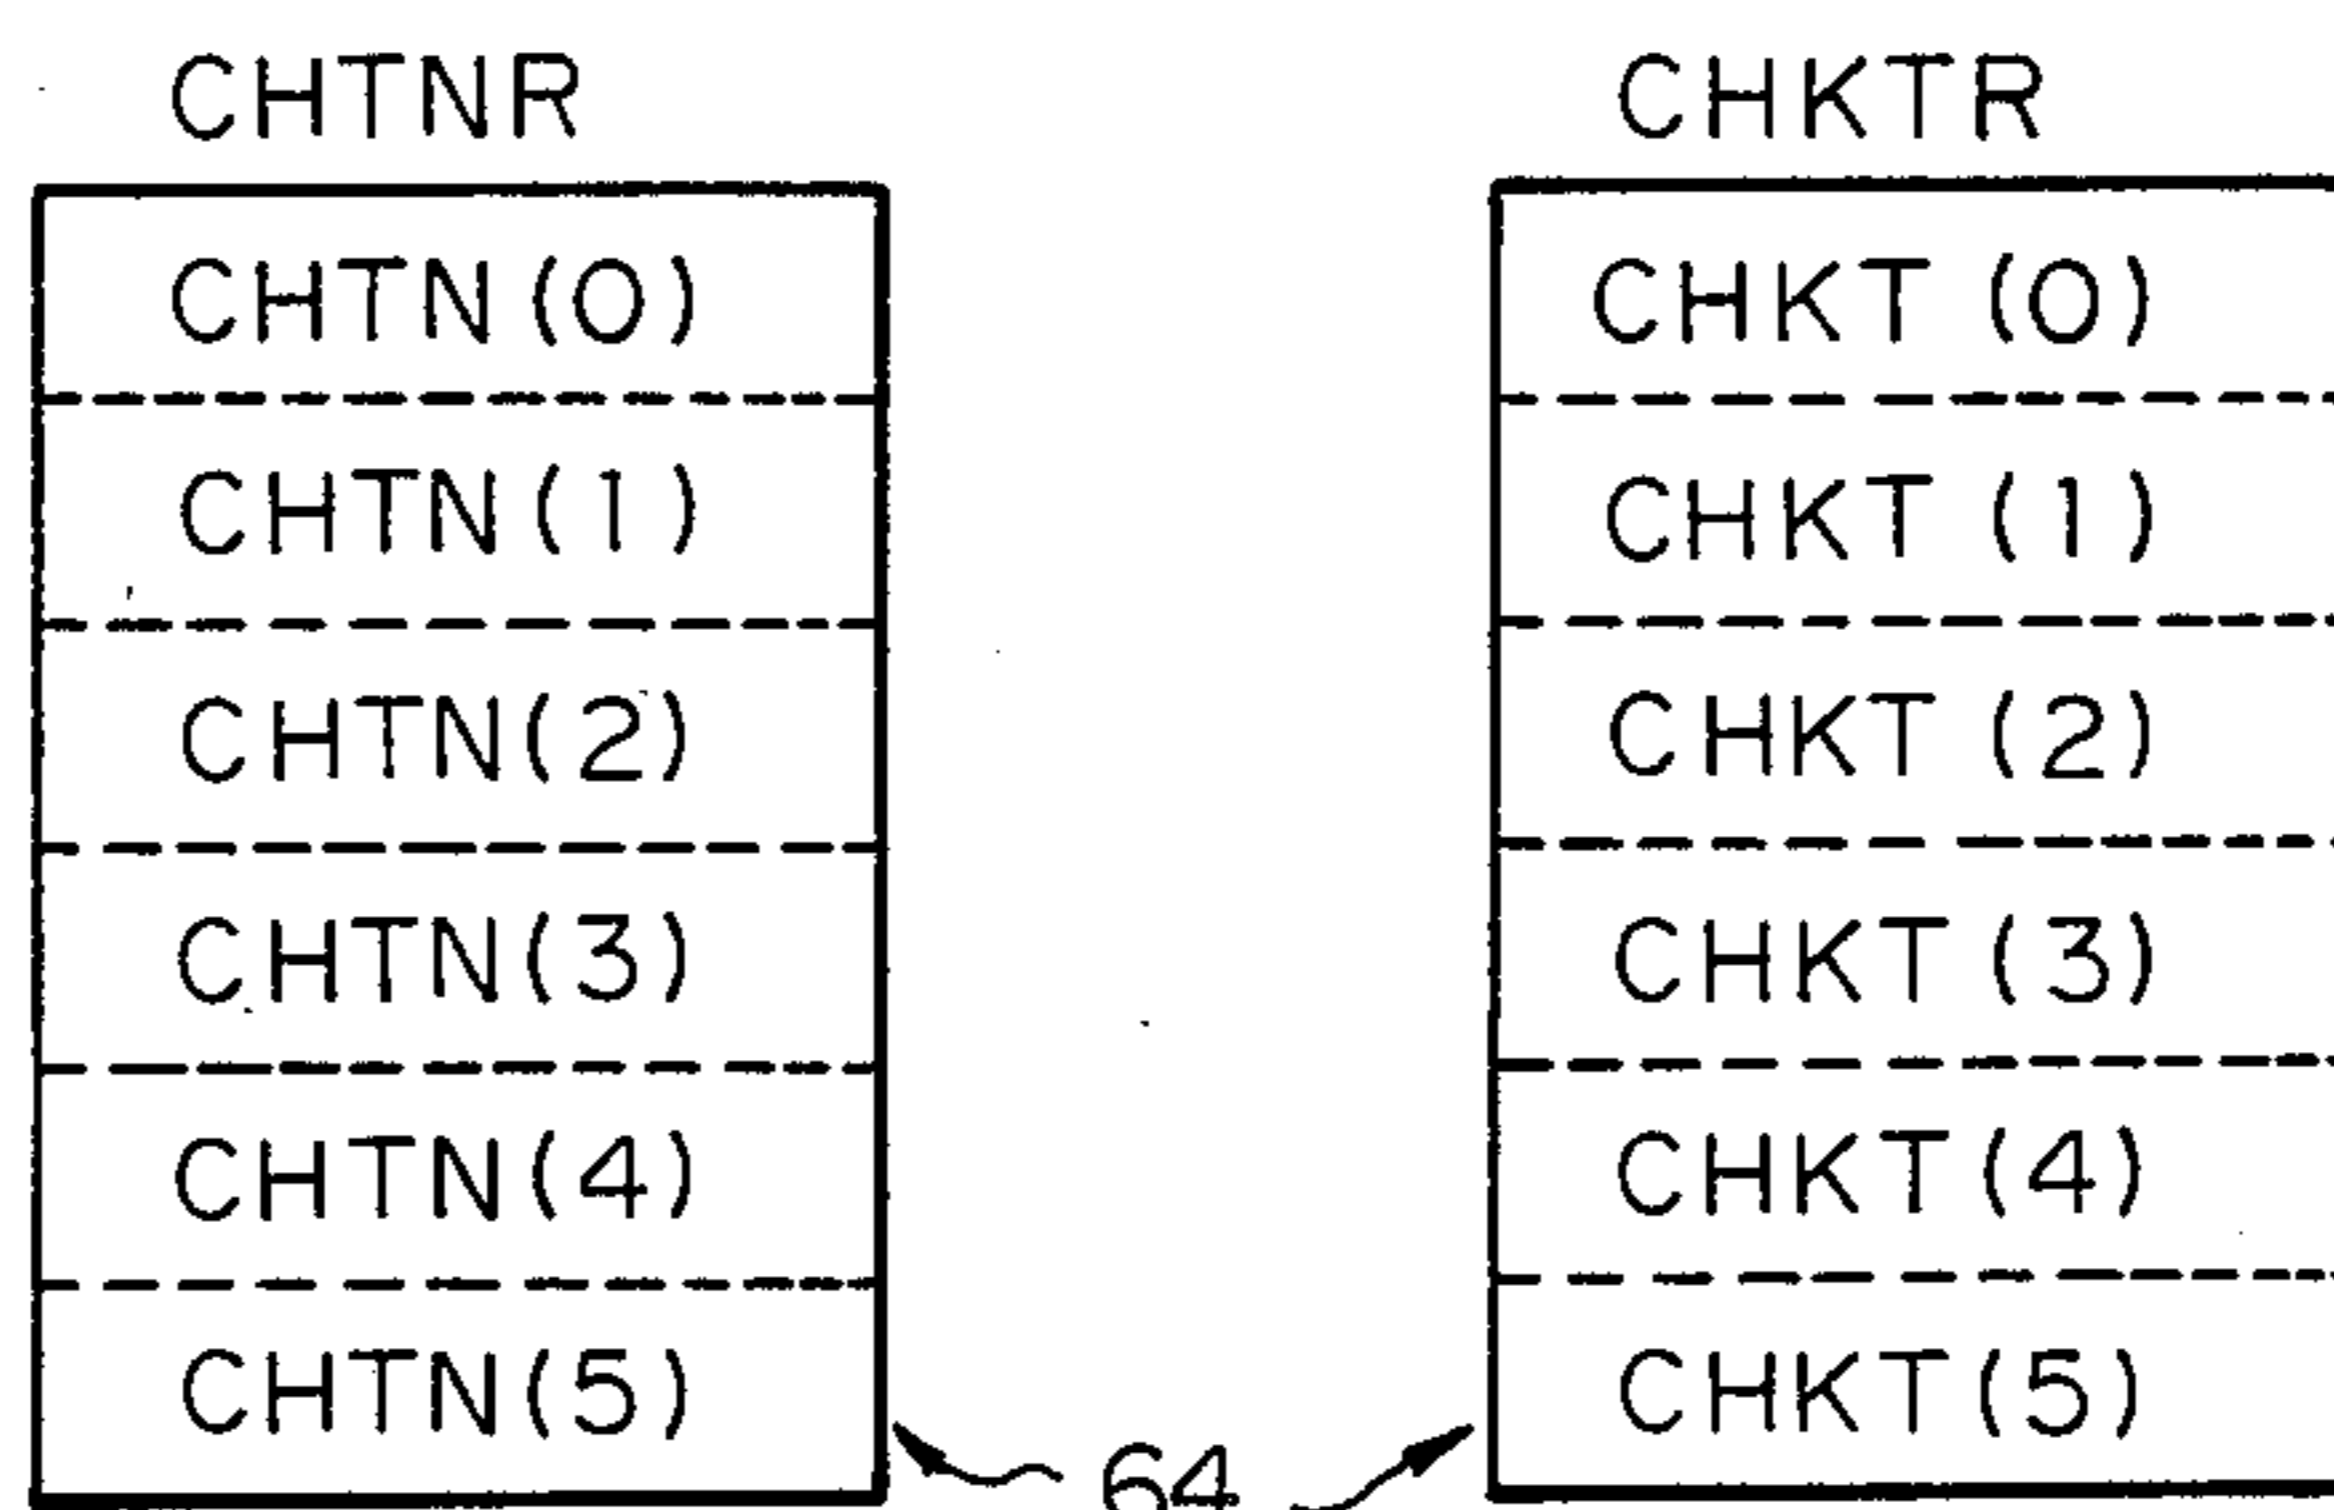 CHTNR
CHTN(0)
CHTN(1)
CHTN(2)
CHTN(3)
CHTN(4)
CHTN(5)
CHKTR
CHKT (0)
CHKT (1)
CHKT (2)
CHKT (3)
CHKT (4)
CHKT (5)
64